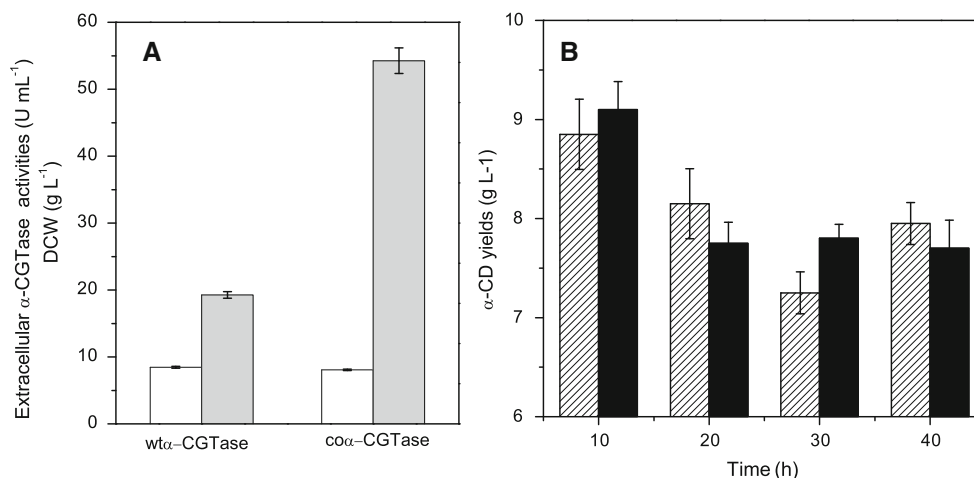 A
Extracellular α-CGTase activities (U mL⁻¹)
DCW (g L⁻¹)
60
50
40
30
20
10
0
wtα–CGTase
coα–CGTase
B
α-CD yields (g L-1)
10
9
8
7
6
10
20
30
40
Time (h)